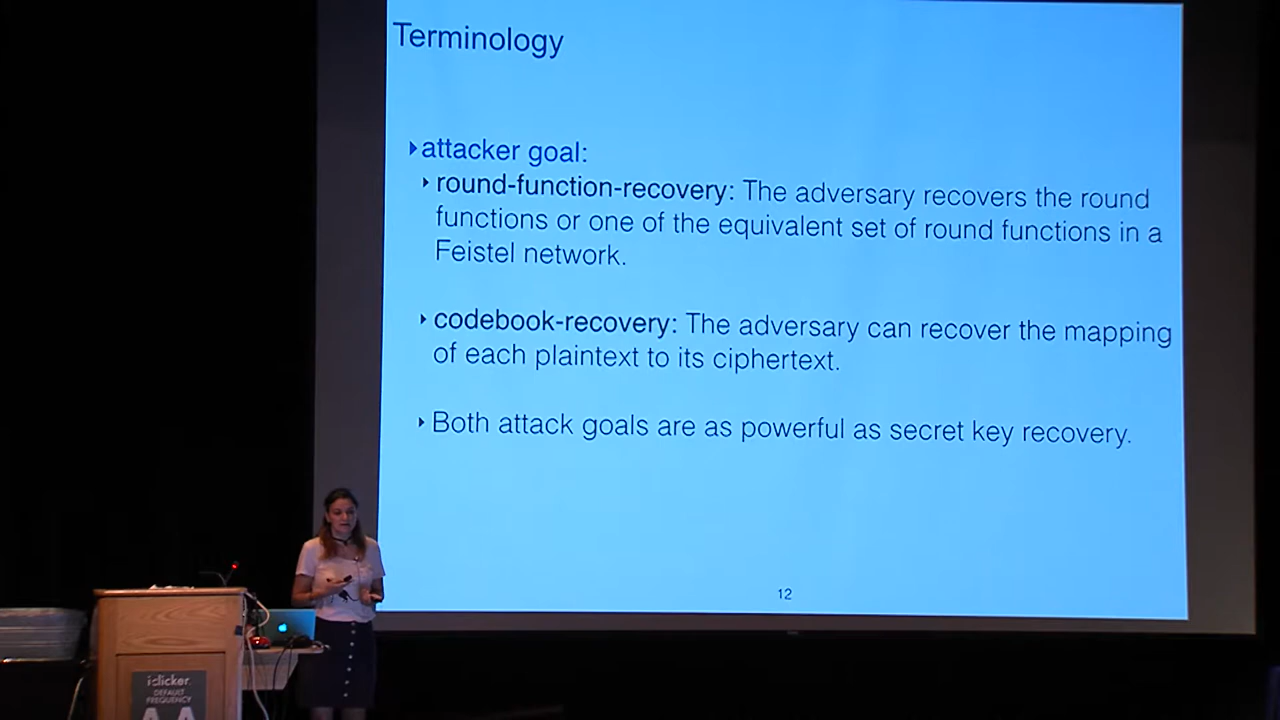 Terminology
attacker goal:
round-function-recovery: The adversary recovers the round
functions or one of the equivalent set of round functions in a
Feistel network.
codebook-recovery: The adversary can recover the mapping
of each plaintext to its ciphertext.
Both attack goals are as powerful as secret key recovery.
12
i>clicker.
DEFAULT
FREQUENCY
AA